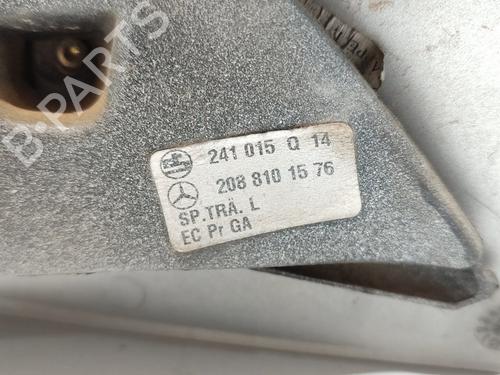 B-PARTS
241 015 Q 14
208 810 15 76
SP.TRÄ. L
EC Pr GA